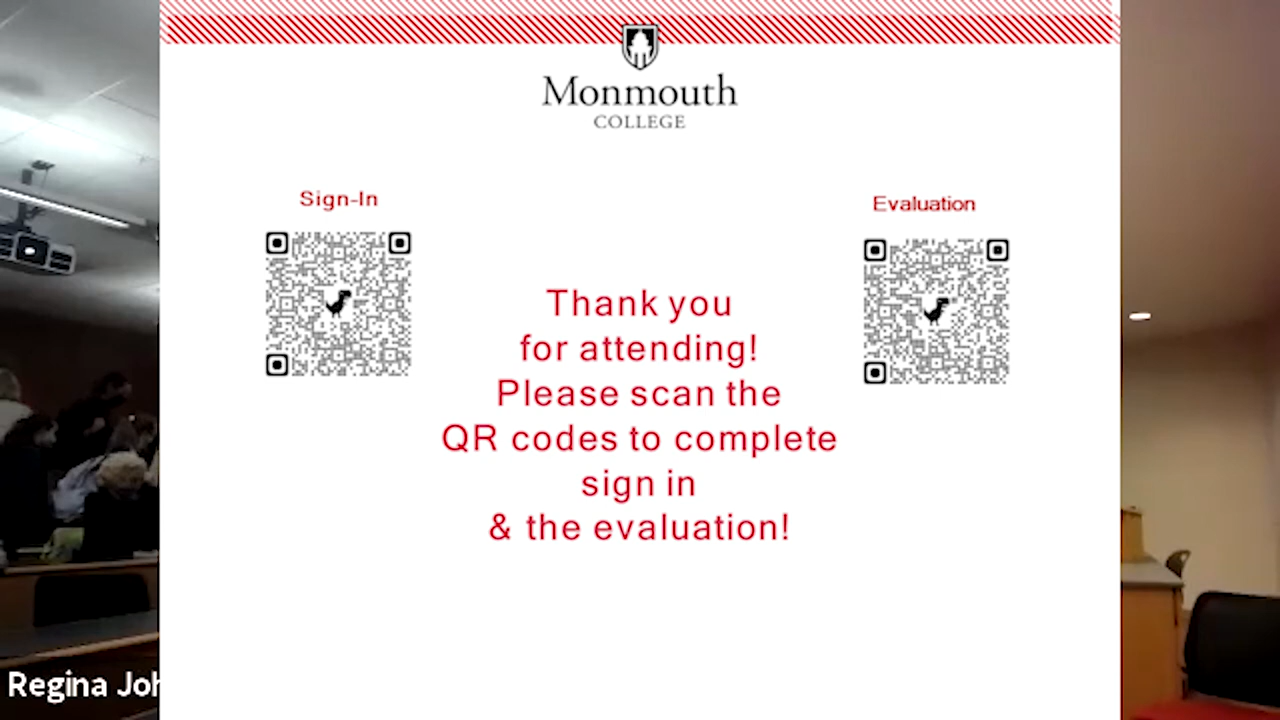 Monmouth
COLLEGE
Sign-In
Evaluation
Thank you
for attending!
Please scan the
QR codes to complete
sign in
& the evaluation!
Regina